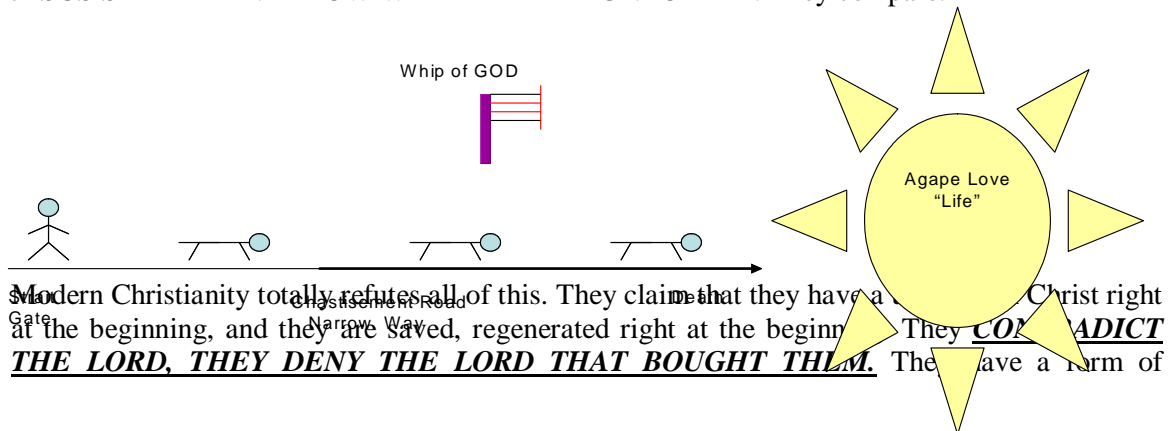 Whip of GOD
Agape Love
“Life”
Strait
Gate
Chastisement Road
Narrow Way
Death
Modern Christianity totally refutes all of this. They claim that they have a Christ right
at the beginning, and they are saved, regenerated right at the They CONTRADICT
THE LORD, THEY DENY THE LORD THAT BOUGHT THEM. They have a form of